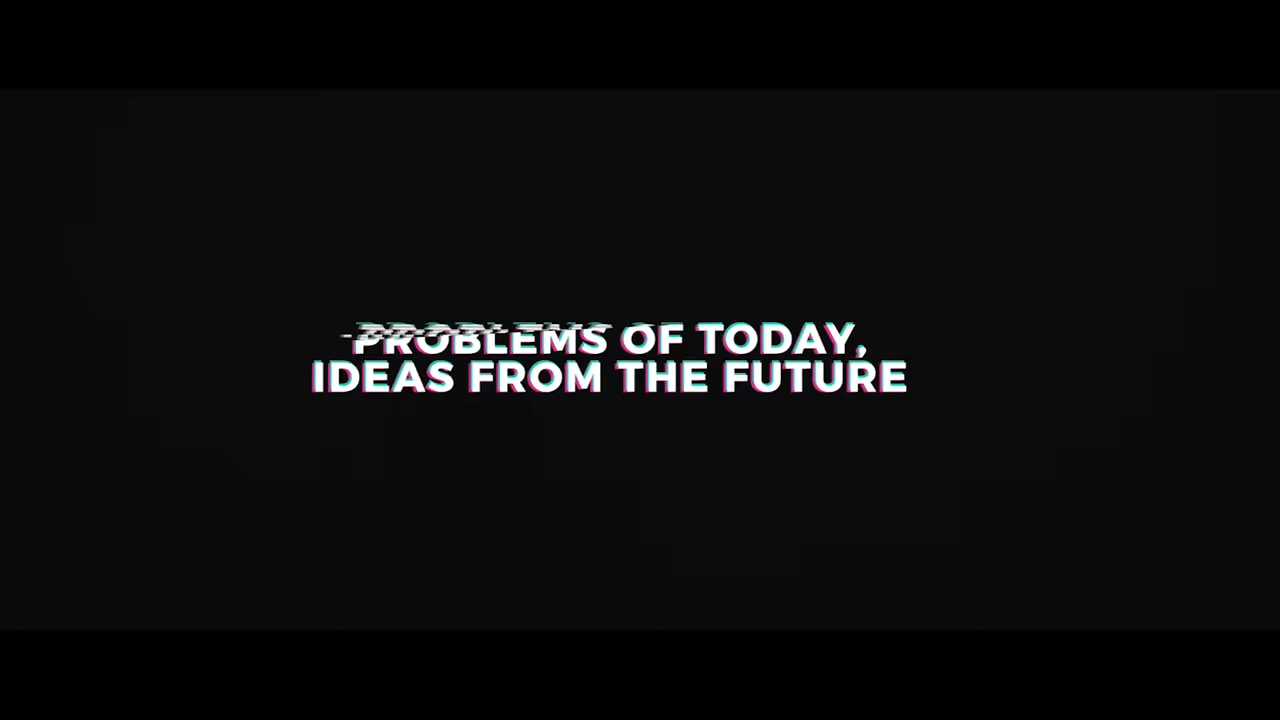 PROBLEMS OF TODAY,
IDEAS FROM THE FUTURE